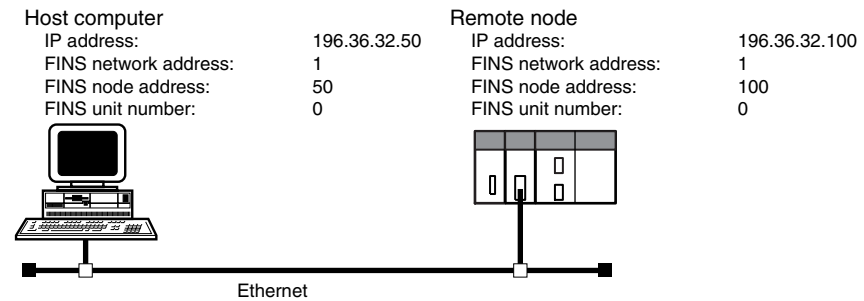 Host computer
IP address: 196.36.32.50
FINS network address: 1
FINS node address: 50
FINS unit number: 0
Remote node
IP address: 196.36.32.100
FINS network address: 1
FINS node address: 100
FINS unit number: 0
Ethernet